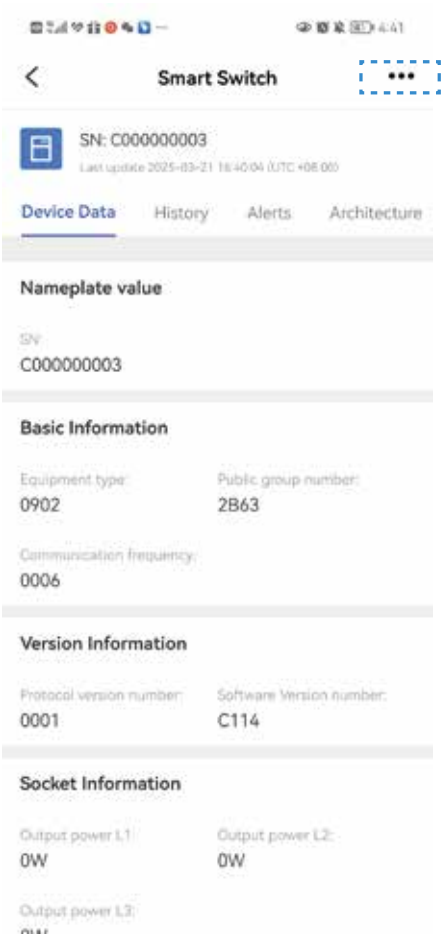 4:41
Smart Switch
SN: C000000003
Last update 2025-03-21 16:40:04 (UTC +08:00)
Device Data History Alerts Architecture
Nameplate value
SN:
C000000003
Basic Information
Equipment type: Public group number:
0902 2B63
Communication frequency:
0006
Version Information
Protocol version number: Software Version number:
0001 C114
Socket Information
Output power L1: Output power L2:
0W 0W
Output power L3:
0W